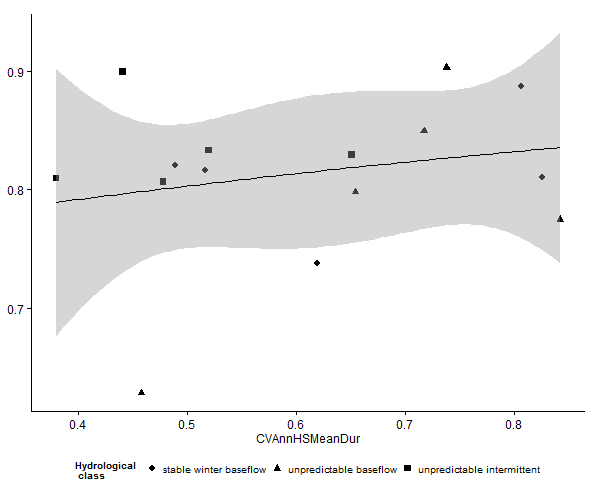 0.9
0.8
0.7
0.4 0.5 0.6 0.7 0.8
CVAnnHSMeanDur
Hydrological
class
stable winter baseflow unpredictable baseflow unpredictable intermittent